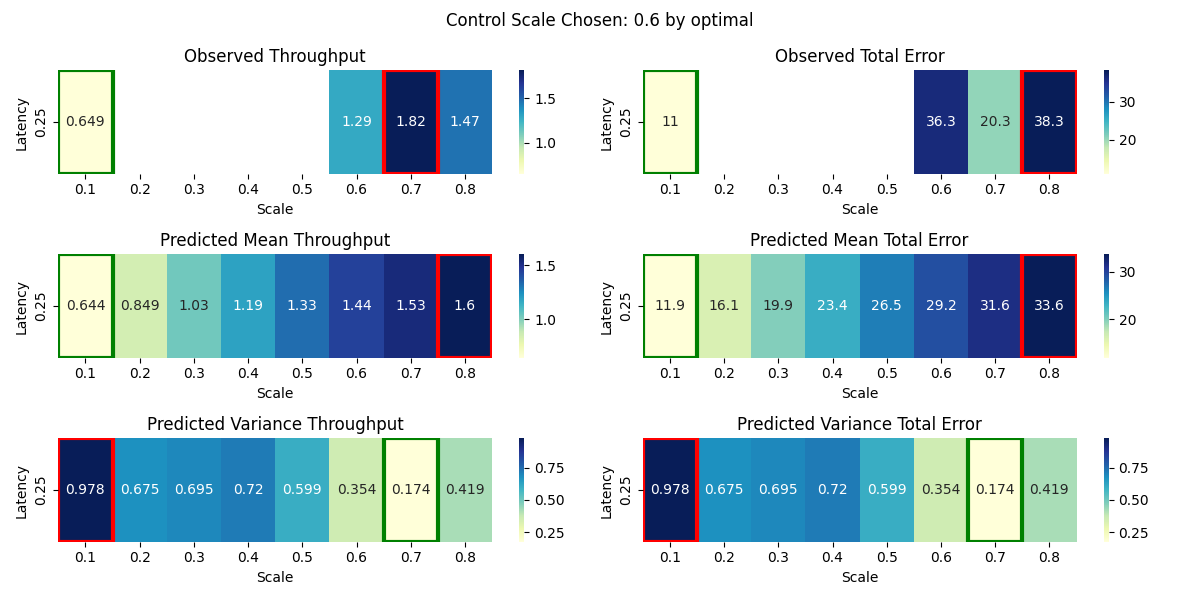 Control Scale Chosen: 0.6 by optimal
Observed Throughput
Latency
0.25
0.649 1.29 1.82 1.47
0.1 0.2 0.3 0.4 0.5 0.6 0.7 0.8
Scale
1.5
1.0
Observed Total Error
Latency
0.25
11 36.3 20.3 38.3
0.1 0.2 0.3 0.4 0.5 0.6 0.7 0.8
Scale
30
20
Predicted Mean Throughput
Latency
0.25
0.644 0.849 1.03 1.19 1.33 1.44 1.53 1.6
0.1 0.2 0.3 0.4 0.5 0.6 0.7 0.8
Scale
1.5
1.0
Predicted Mean Total Error
Latency
0.25
11.9 16.1 19.9 23.4 26.5 29.2 31.6 33.6
0.1 0.2 0.3 0.4 0.5 0.6 0.7 0.8
Scale
30
20
Predicted Variance Throughput
Latency
0.25
0.978 0.675 0.695 0.72 0.599 0.354 0.174 0.419
0.1 0.2 0.3 0.4 0.5 0.6 0.7 0.8
Scale
0.75
0.50
0.25
Predicted Variance Total Error
Latency
0.25
0.978 0.675 0.695 0.72 0.599 0.354 0.174 0.419
0.1 0.2 0.3 0.4 0.5 0.6 0.7 0.8
Scale
0.75
0.50
0.25